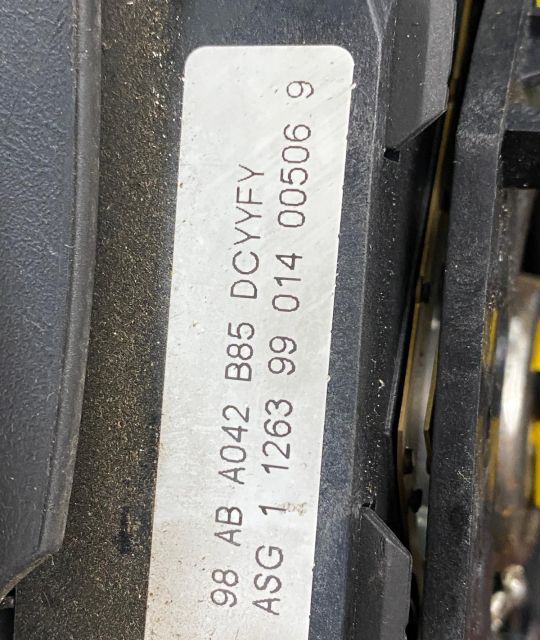 98 AB A042 B85 DCYYFY
ASG 1 1263 99 014 00506 9